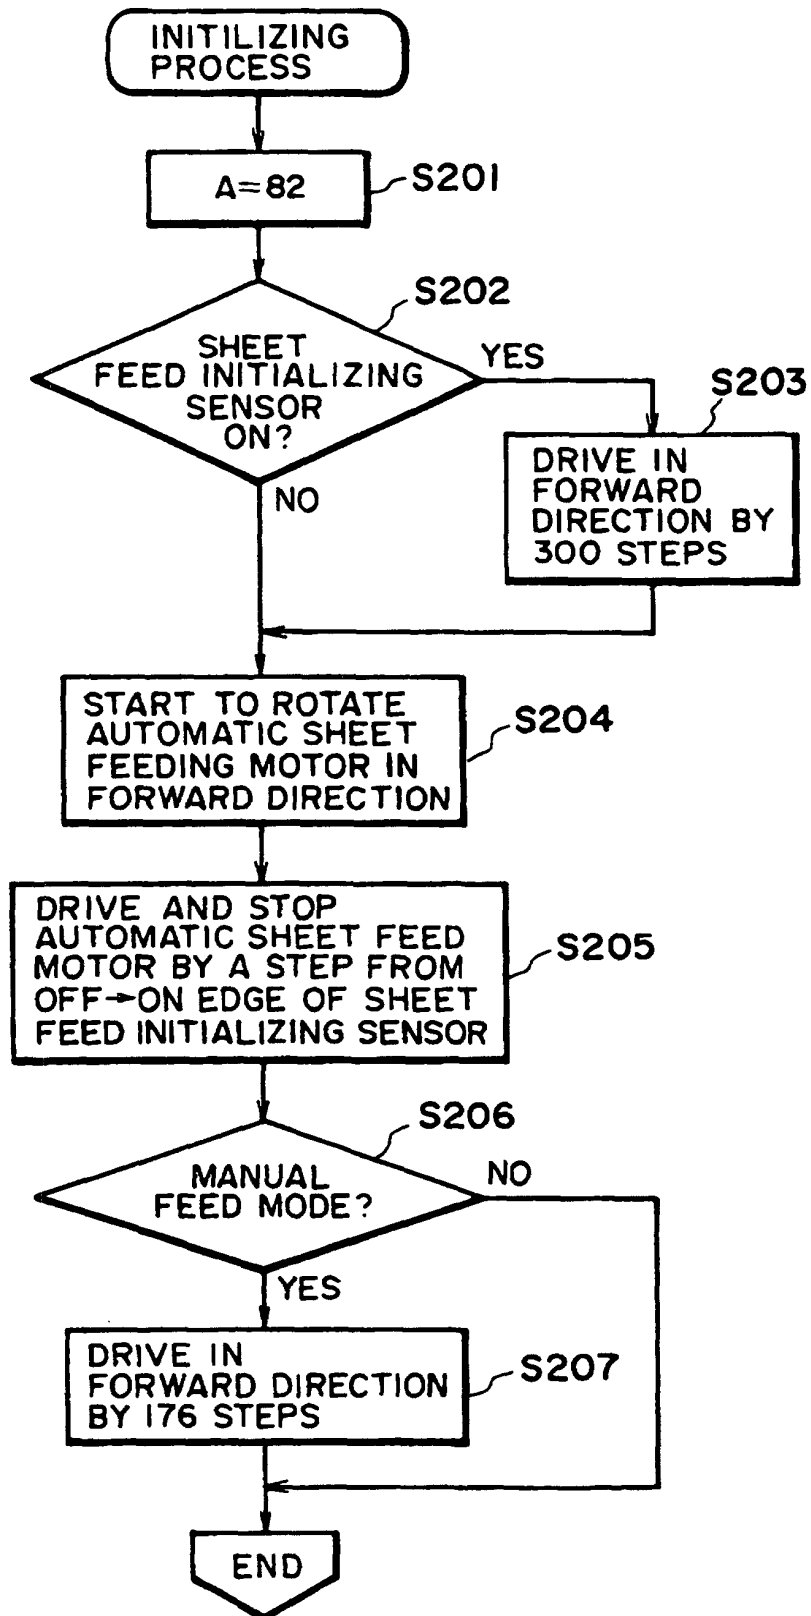 INITILIZING
PROCESS
A=82
S201
S202
SHEET
FEED INITIALIZING
SENSOR
ON?
YES
NO
S203
DRIVE IN
FORWARD
DIRECTION BY
300 STEPS
START TO ROTATE
AUTOMATIC SHEET
FEEDING MOTOR IN
FORWARD DIRECTION
S204
DRIVE AND STOP
AUTOMATIC SHEET FEED
MOTOR BY A STEP FROM
OFF→ON EDGE OF SHEET
FEED INITIALIZING SENSOR
S205
S206
MANUAL
FEED MODE?
NO
YES
DRIVE IN
FORWARD DIRECTION
BY 176 STEPS
S207
END